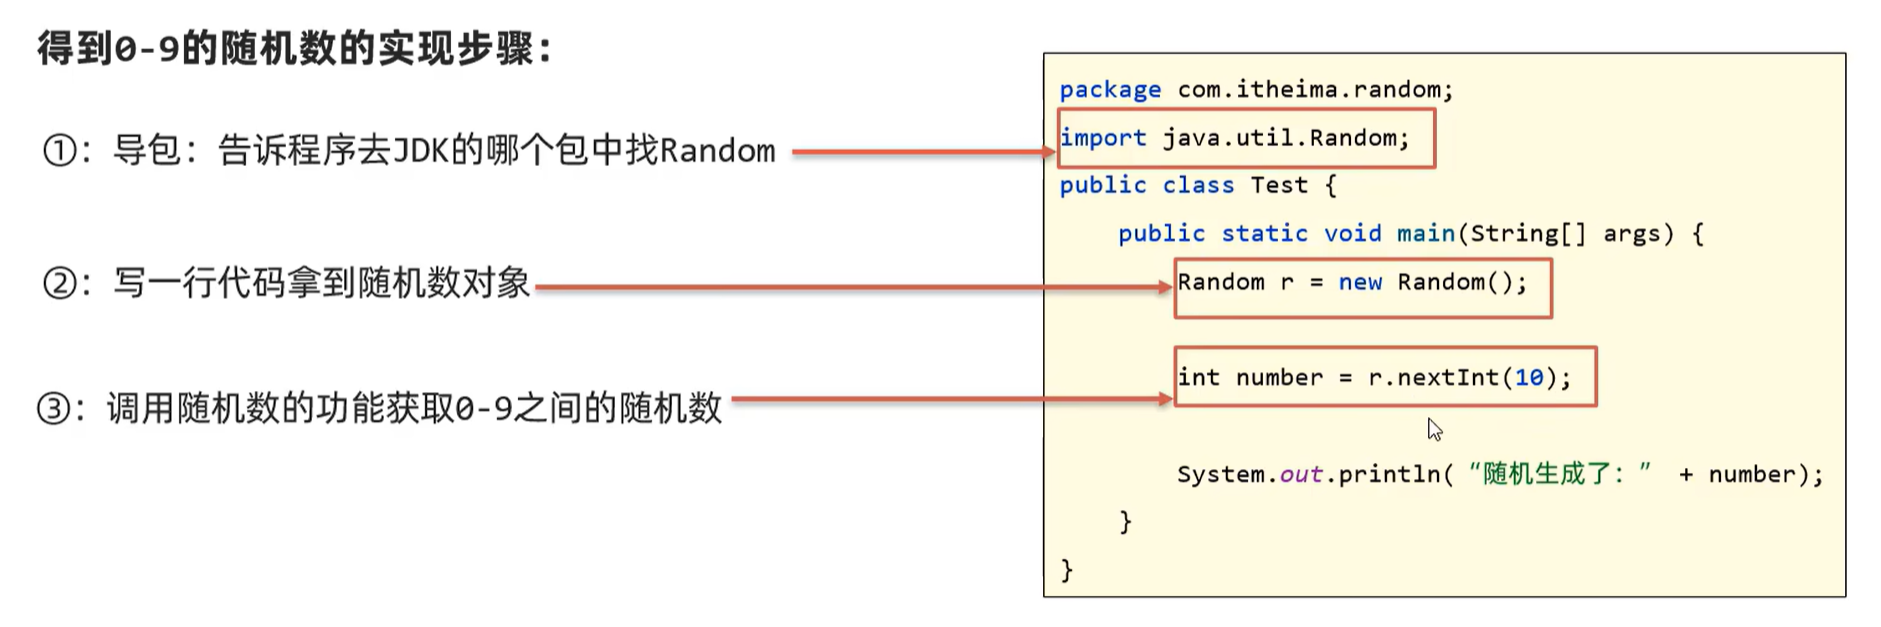 得到0-9的随机数的实现步骤：
①：导包：告诉程序去JDK的哪个包中找Random
②：写一行代码拿到随机数对象
③：调用随机数的功能获取0-9之间的随机数
package com.itheima.random;
import java.util.Random;
public class Test {
public static void main(String[] args) {
Random r = new Random();
int number = r.nextInt(10);
System.out.println( “随机生成了：” + number);
}
}